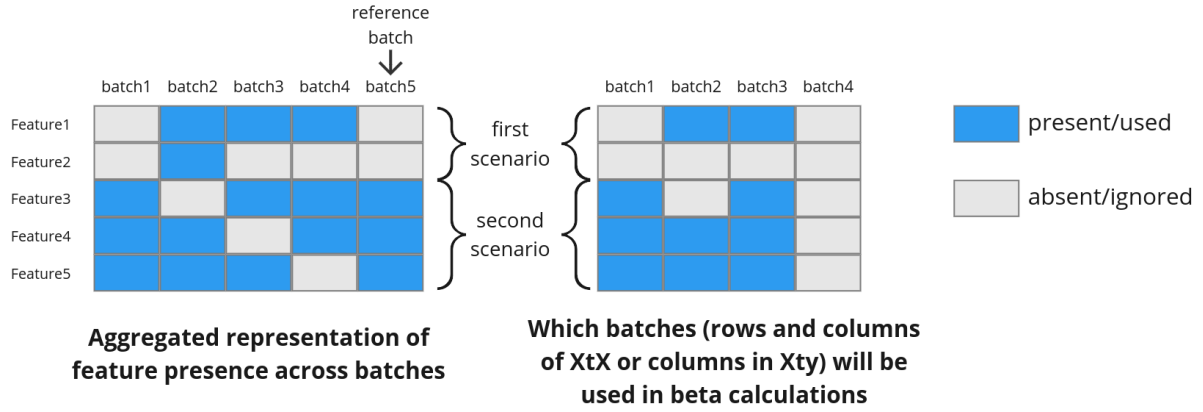 reference
batch
batch1 batch2 batch3 batch4 batch5
batch1 batch2 batch3 batch4
Feature1
Feature2
Feature3
Feature4
Feature5
first
scenario
second
scenario
present/used
absent/ignored
Aggregated representation of
feature presence across batches
Which batches (rows and columns
of XtX or columns in Xty) will be
used in beta calculations